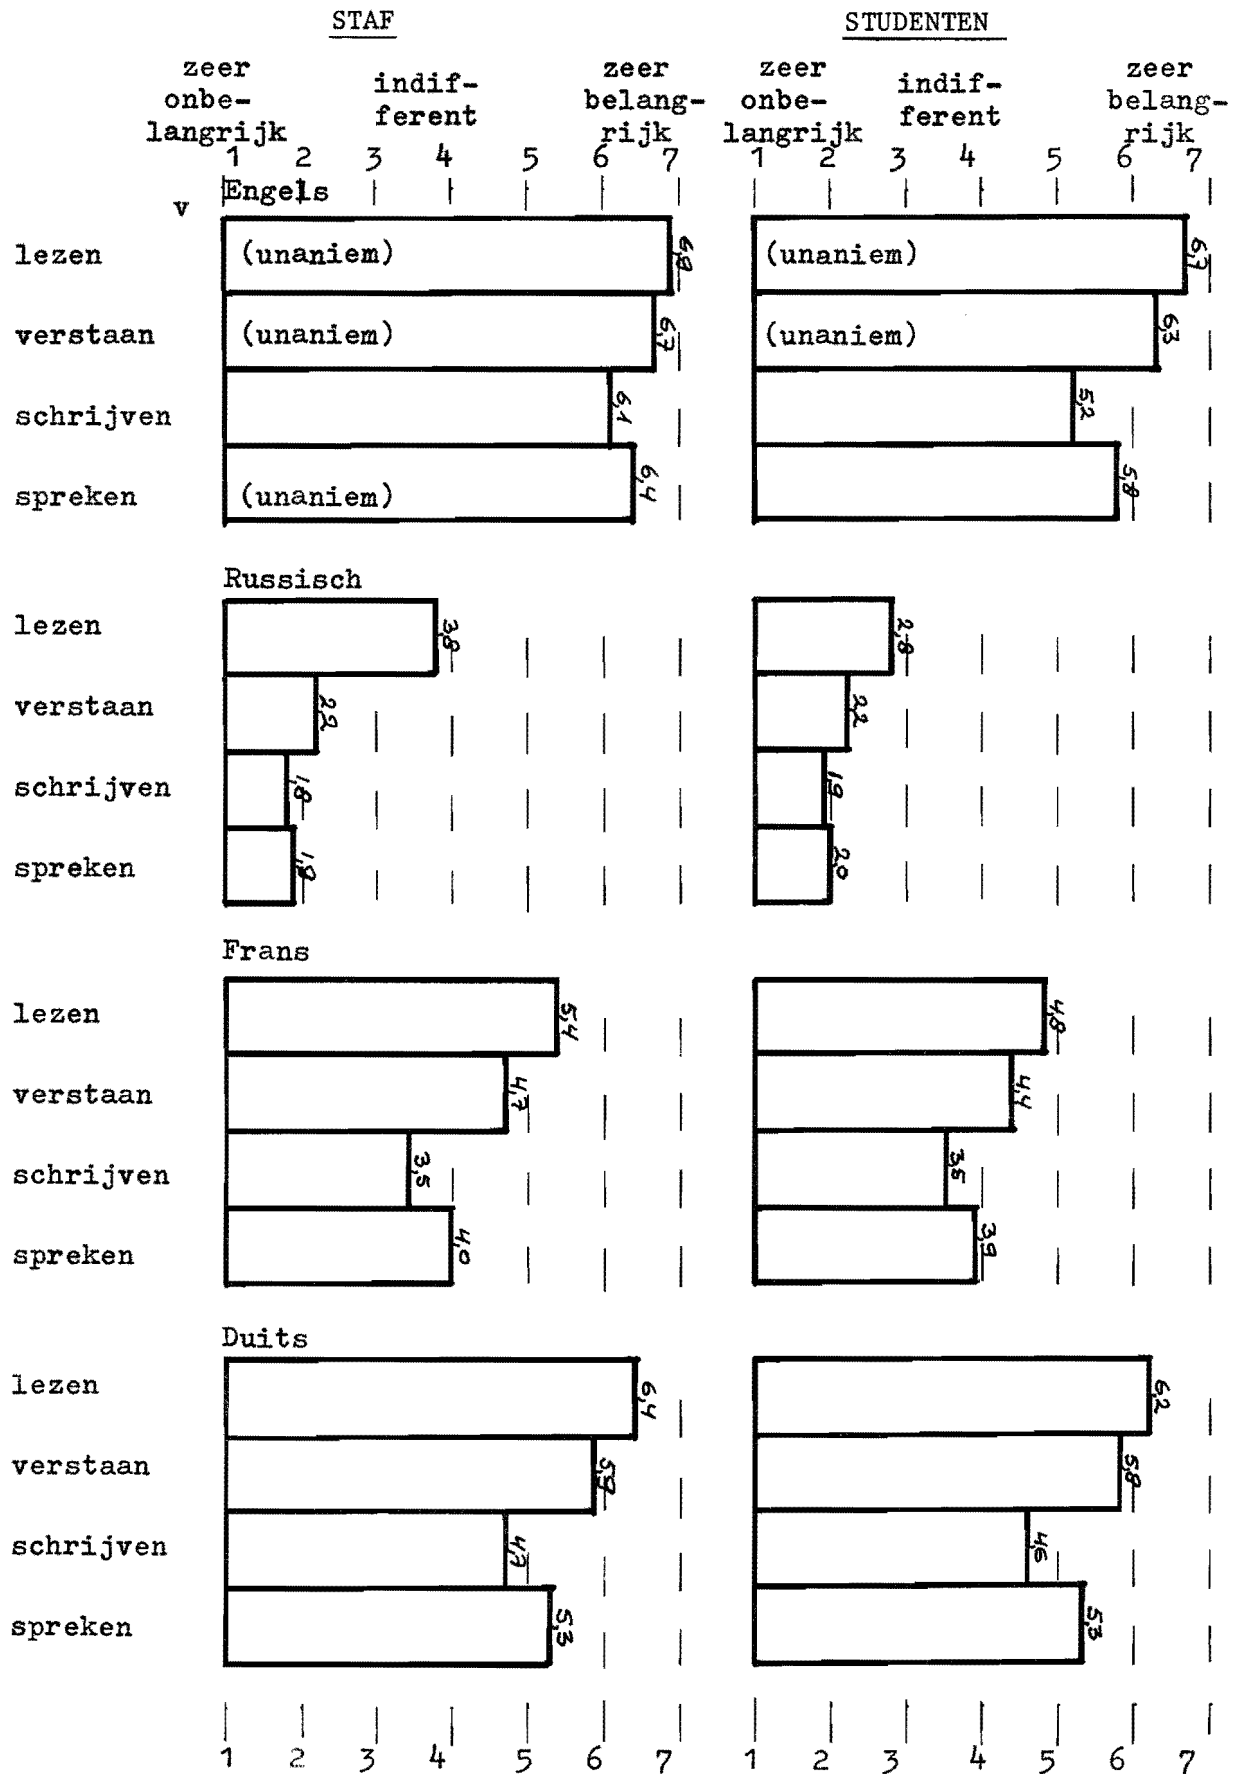 STAF STUDENTEN
zeer zeer zeer zeer
onbe- indif- belang- onbe- indif- belang-
langrijk ferent rijk langrijk ferent rijk
1 2 3 4 5 6 7 1 2 3 4 5 6 7
Engels
v
lezen (unaniem) 6,9 (unaniem) 6,7
verstaan (unaniem) 6,7 (unaniem) 6,3
schrijven 6,1 5,2
spreken (unaniem) 6,4 5,8
Russisch
lezen 3,8 2,8
verstaan 2,2 2,2
schrijven 1,8 1,9
spreken 1,9 2,0
Frans
lezen 5,4 4,8
verstaan 4,7 4,4
schrijven 3,5 3,5
spreken 4,0 3,9
Duits
lezen 6,4 6,2
verstaan 5,9 5,8
schrijven 4,7 4,6
spreken 5,3 5,3
1 2 3 4 5 6 7 1 2 3 4 5 6 7